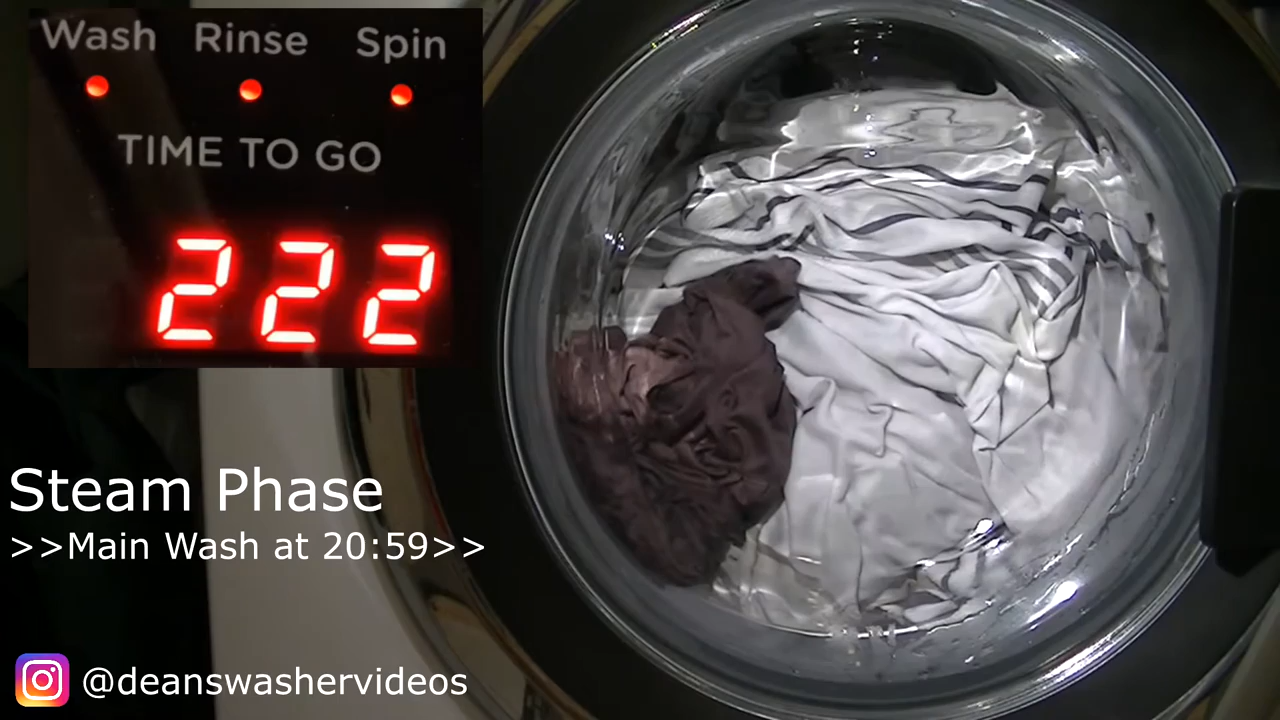 Wash Rinse Spin
TIME TO GO
222
Steam Phase
>>Main Wash at 20:59>>
@deanswashervideos